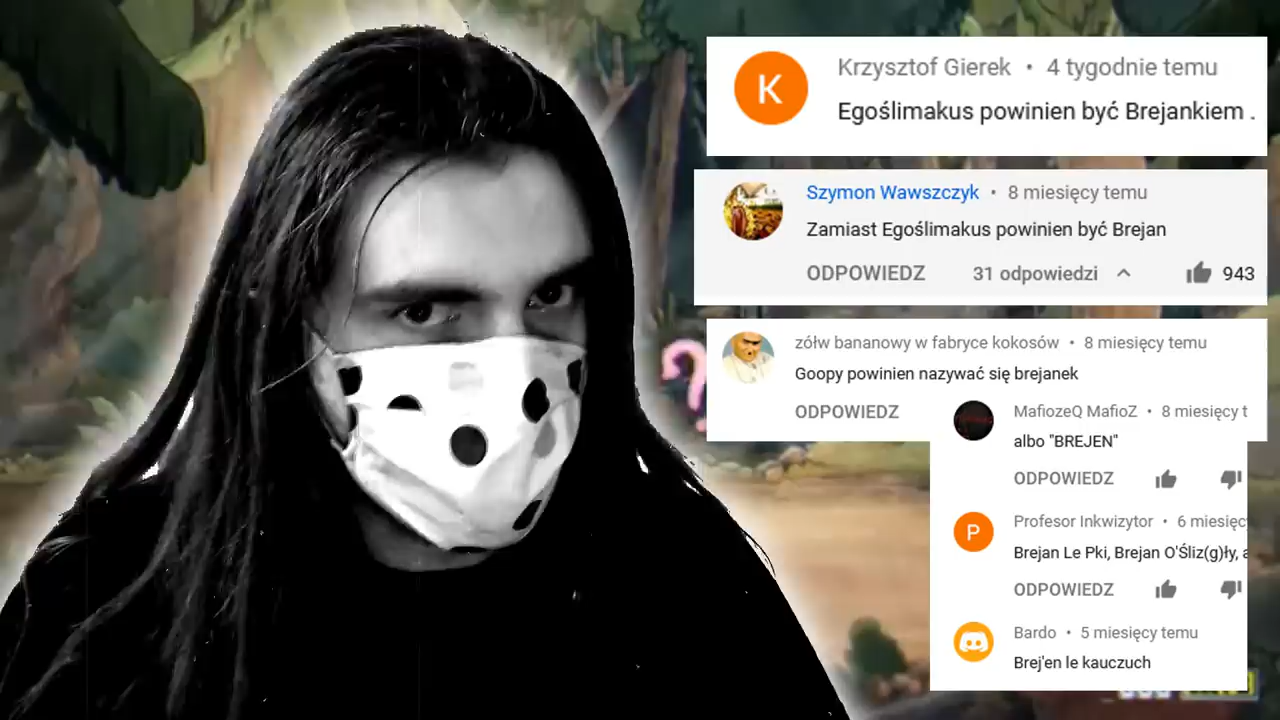 K
Krzysztof Gierek • 4 tygodnie temu
Egoślimakus powinien być Brejankiem .
Szymon Wawszczyk • 8 miesięcy temu
Zamiast Egoślimakus powinien być Brejan
ODPOWIEDZ 31 odpowiedzi 943
zółw bananowy w fabryce kokosów • 8 miesięcy temu
Goopy powinien nazywać się brejanek
ODPOWIEDZ
MafiozeQ MafioZ • 8 miesięcy t
albo "BREJEN"
ODPOWIEDZ
P
Profesor Inkwizytor • 6 miesięc
Brejan Le Pki, Brejan O'Śliz(g)ły, a
ODPOWIEDZ
Bardo • 5 miesięcy temu
Brej'en le kauczuch
?